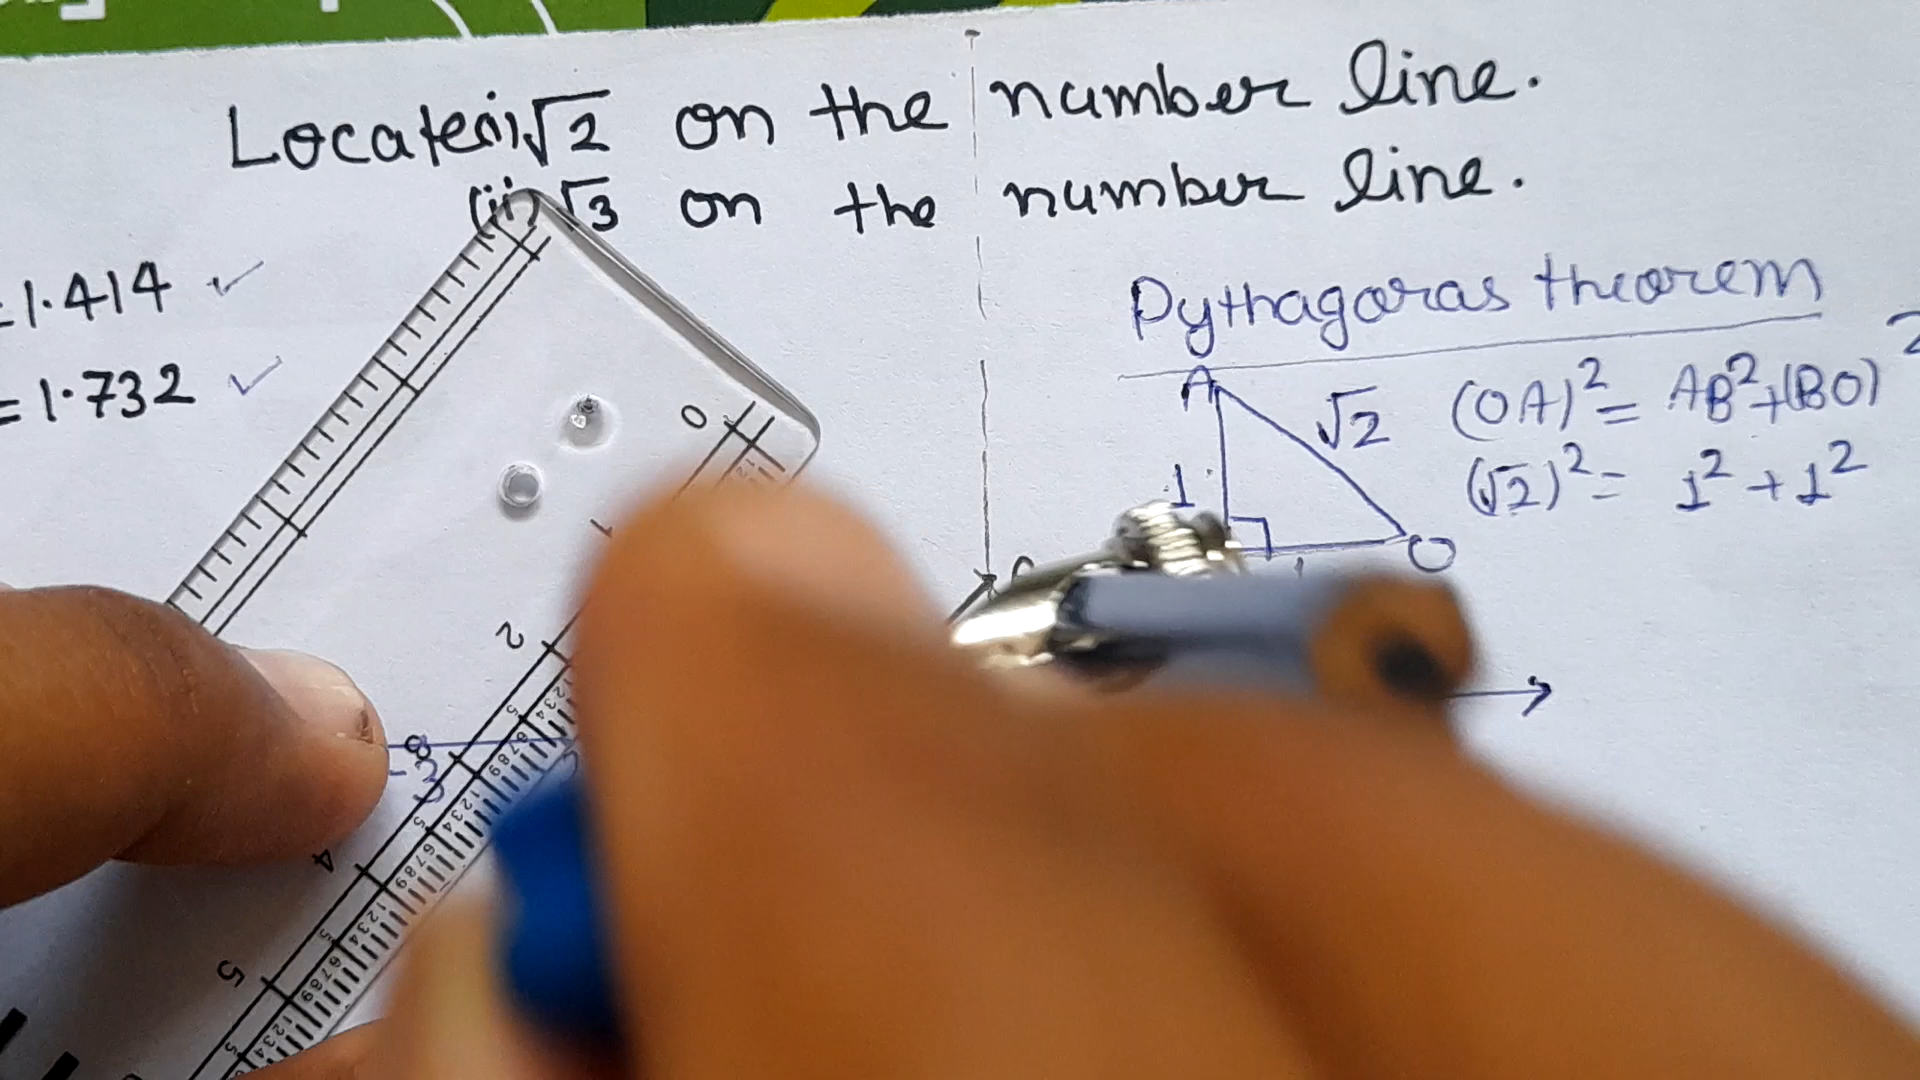 Locate(i) √2 on the number line.
(ii) √3 on the number line.
=1.414 ✓
=1.732 ✓
Pythagoras theorem
A
√2
1
O
(OA)² = AB² + (BO)²
(√2)² = 1² + 1²
-3
0
1
2
4
5